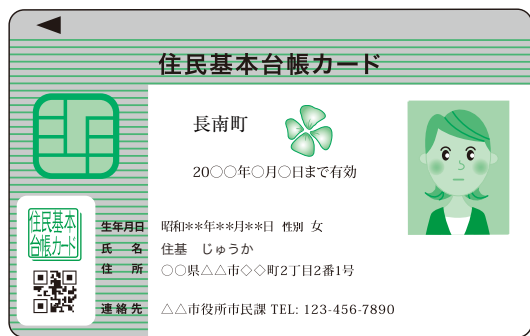 住民基本台帳カード
長南町
20○○年○月○日まで有効
住民基本
台帳カード
生年月日 昭和**年**月**日 性別 女
氏 名 住基 じゅうか
住 所 ○○県△△市◇◇町2丁目2番1号
連絡先 △△市役所市民課 TEL: 123-456-7890